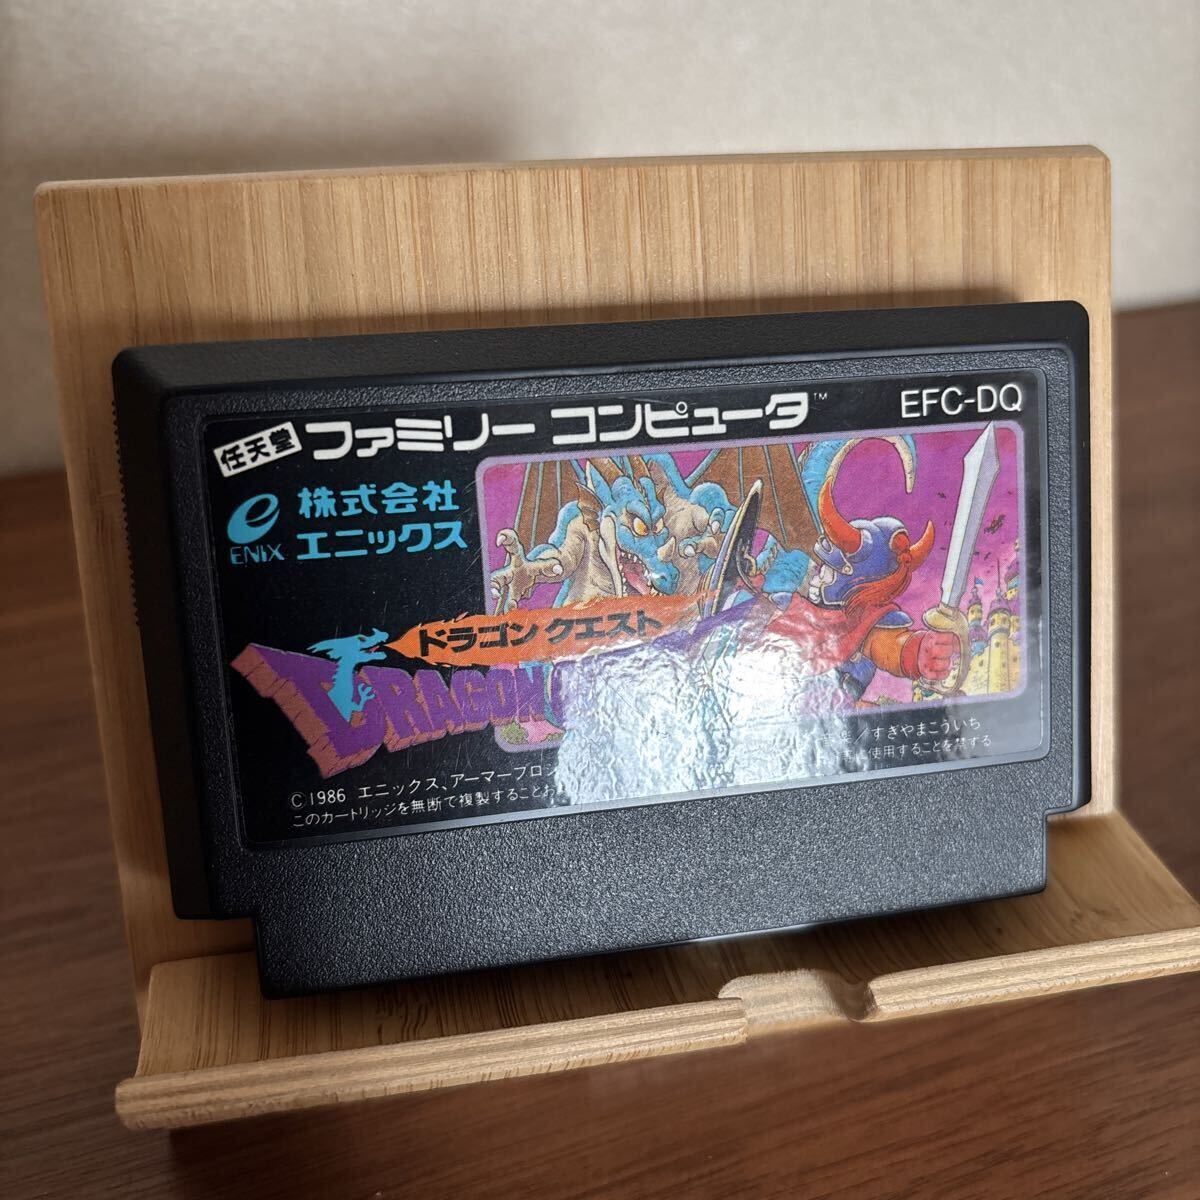 任天堂 ファミリー コンピュータ™ EFC-DQ
e 株式会社
ENIX エニックス
ドラゴン クエスト
DRAGON
©1986 エニックス、アーマープロ
/すぎやまこういち
このカートリッジを無断で複製すること
使用することを禁ずる